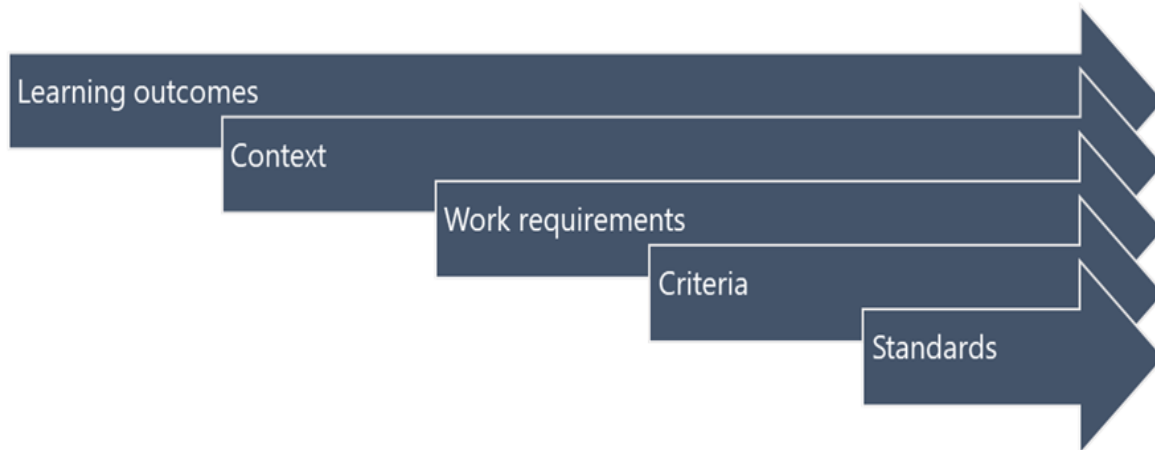 Learning outcomes
Context
Work requirements
Criteria
Standards